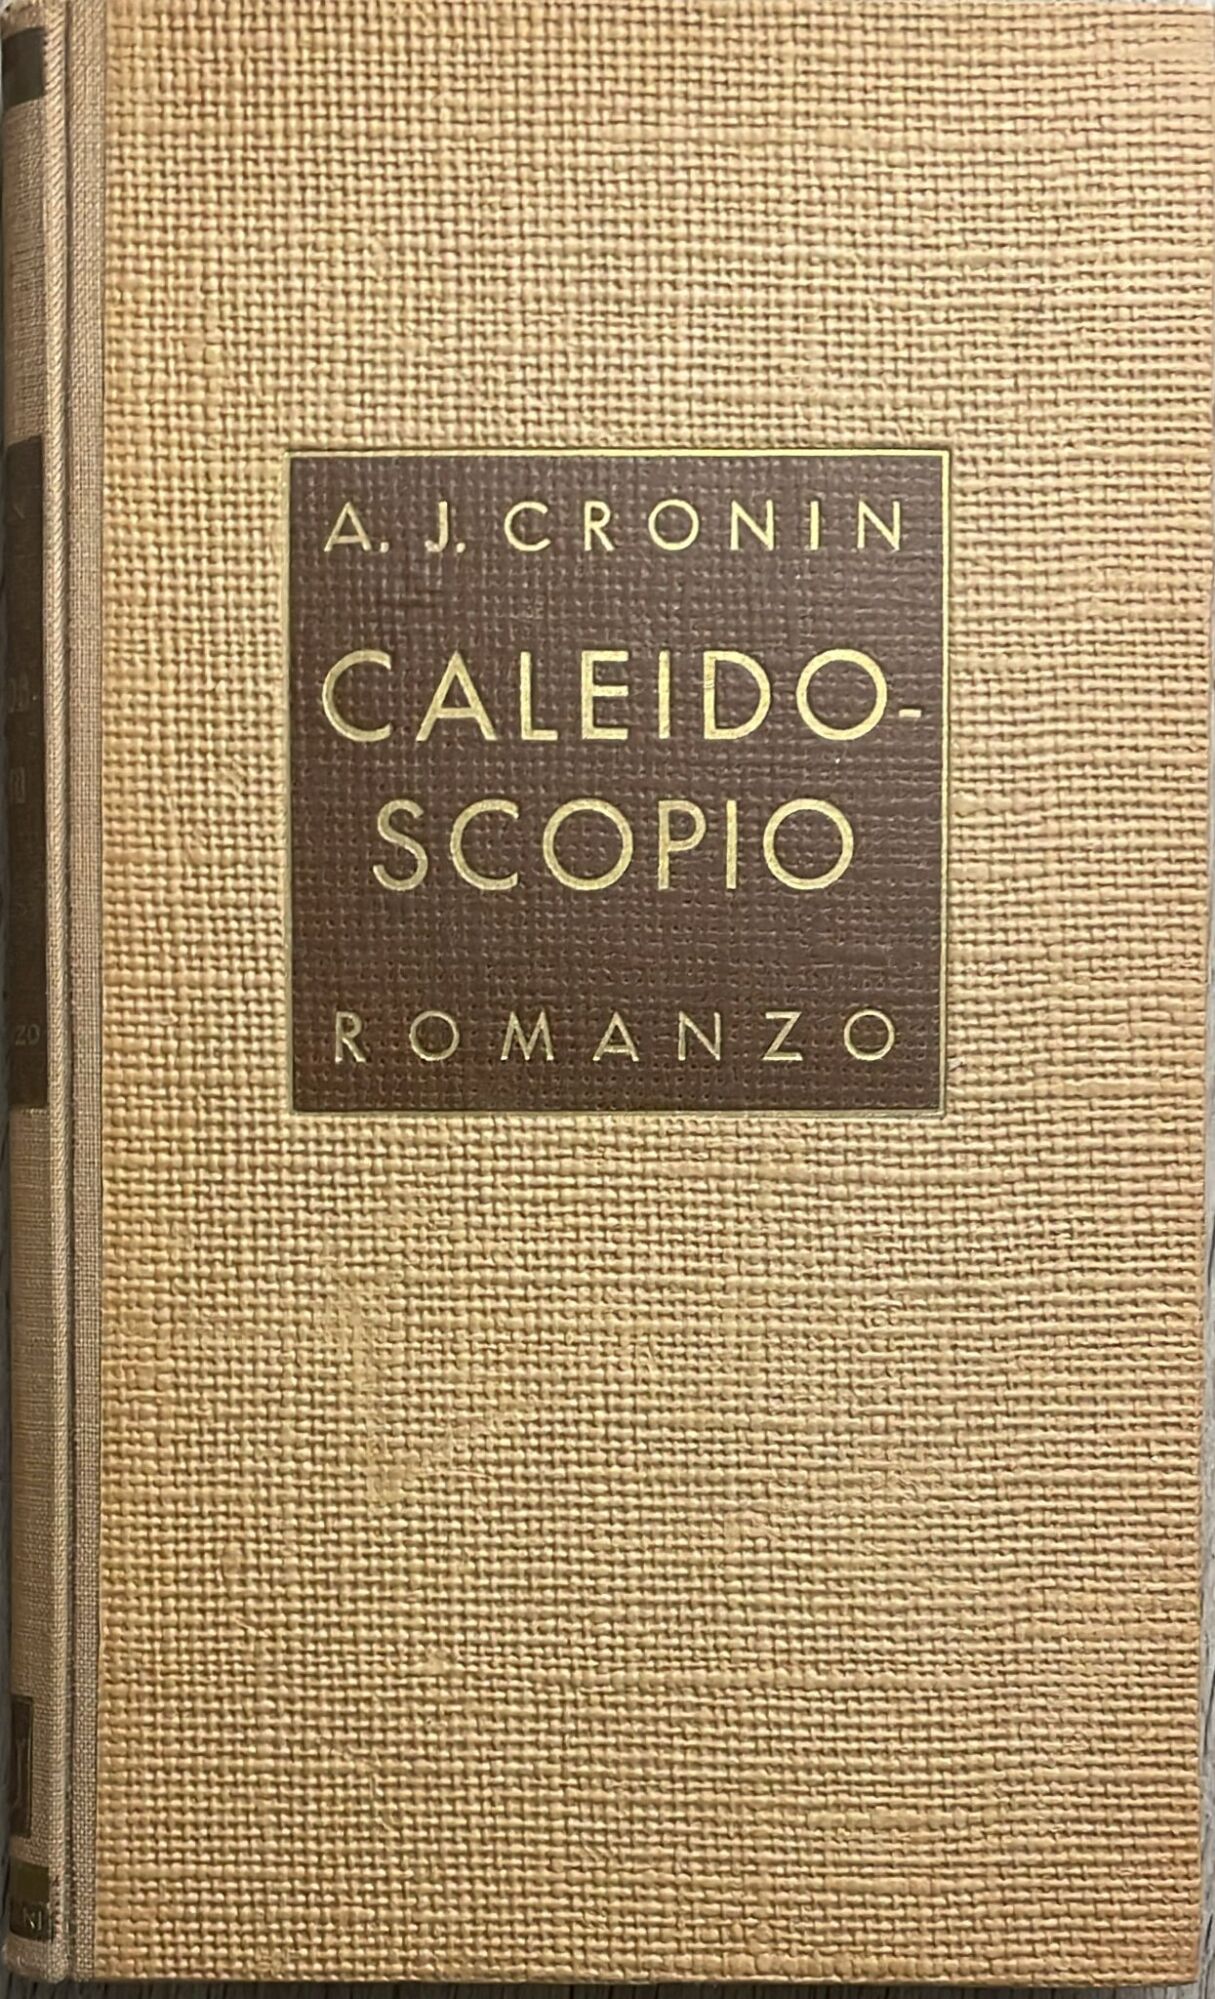 A. J. CRONIN
CALEIDO-
SCOPIO
ROMANZO